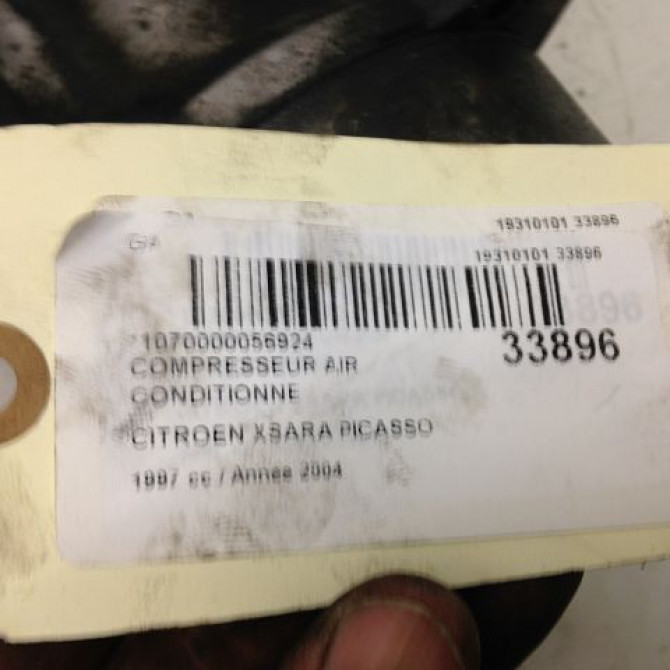 19310101 33896
19310101 33896
*1070000056924
33896
COMPRESSEUR AIR
CONDITIONNE
CITROEN XSARA PICASSO
1997 cc / Année 2004